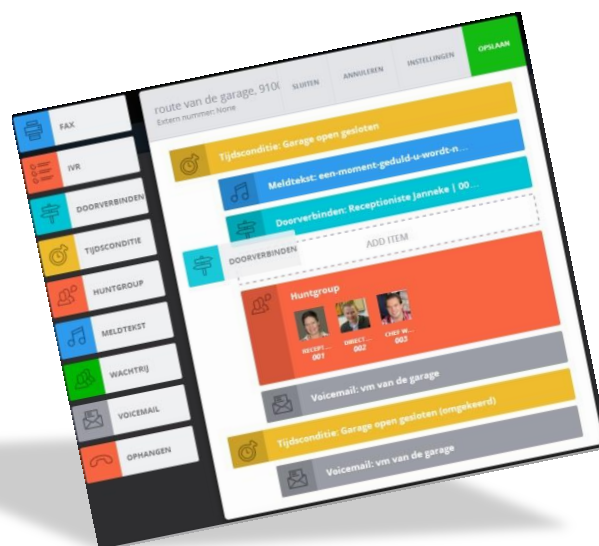 FAX
IVR
DOORVERBINDEN
TIJDSCONDITIE
HUNTGROUP
MELDTEKST
WACHTRIJ
VOICEMAIL
OPHANGEN
route van de garage, 910
Extern nummer: None
SLUITEN
ANNULEREN
INSTELLINGEN
OPSLAAN
Tijdsconditie: Garage open gesloten
Meldtekst: een-moment-geduld-u-wordt-n...
Doorverbinden: Receptioniste Janneke | 00...
DOORVERBINDEN
ADD ITEM
Huntgroup
RECEPT...
001
DIRECT...
002
CHEF W...
003
Voicemail: vm van de garage
Tijdsconditie: Garage open gesloten (omgekeerd)
Voicemail: vm van de garage